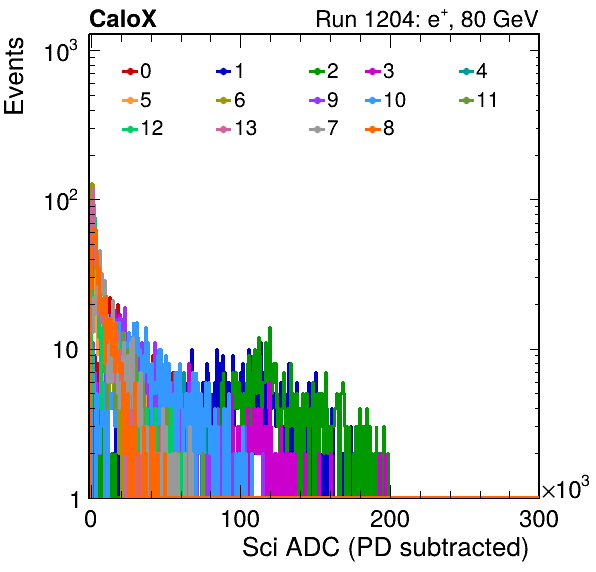 CaloX Run 1204: e⁺, 80 GeV
Events
10³
0 1 2 3 4
5 6 9 10 11
12 13 7 8
10²
10
1
0 100 200 300
×10³
Sci ADC (PD subtracted)